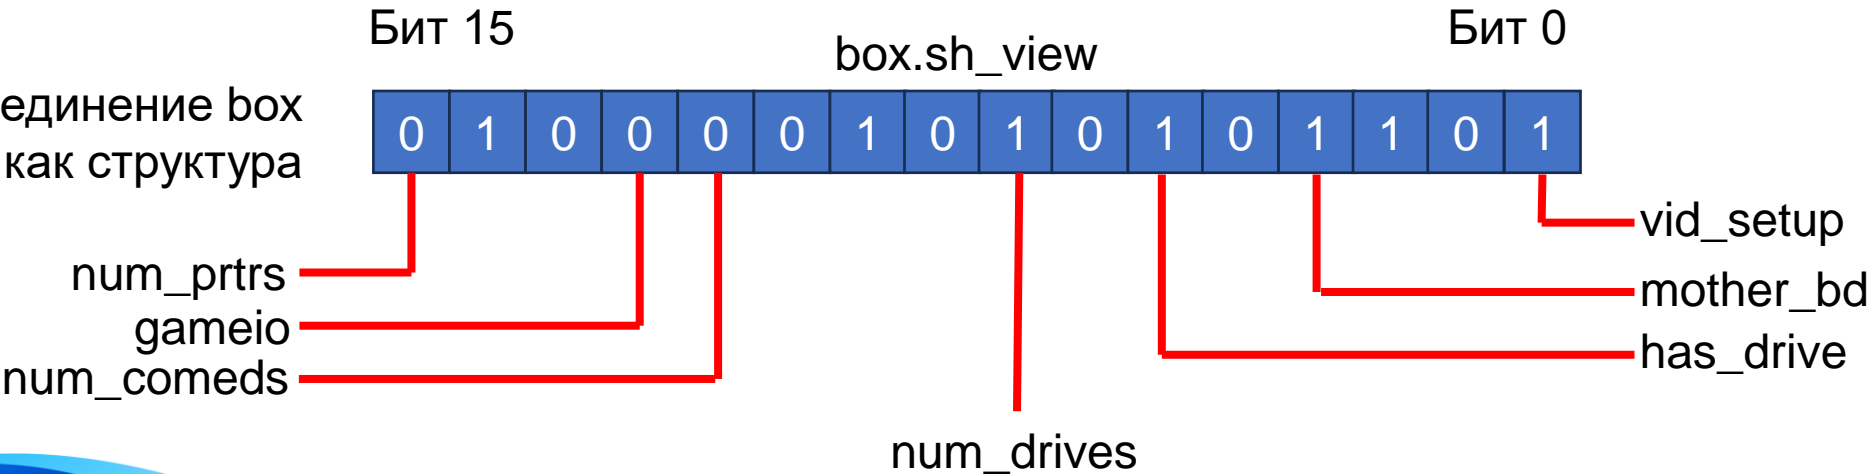 Бит 15
Бит 0
box.sh_view
единение box
как структура
0 1 0 0 0 0 1 0 1 0 1 0 1 1 0 1
vid_setup
num_prtrs
mother_bd
gameio
has_drive
num_comeds
num_drives